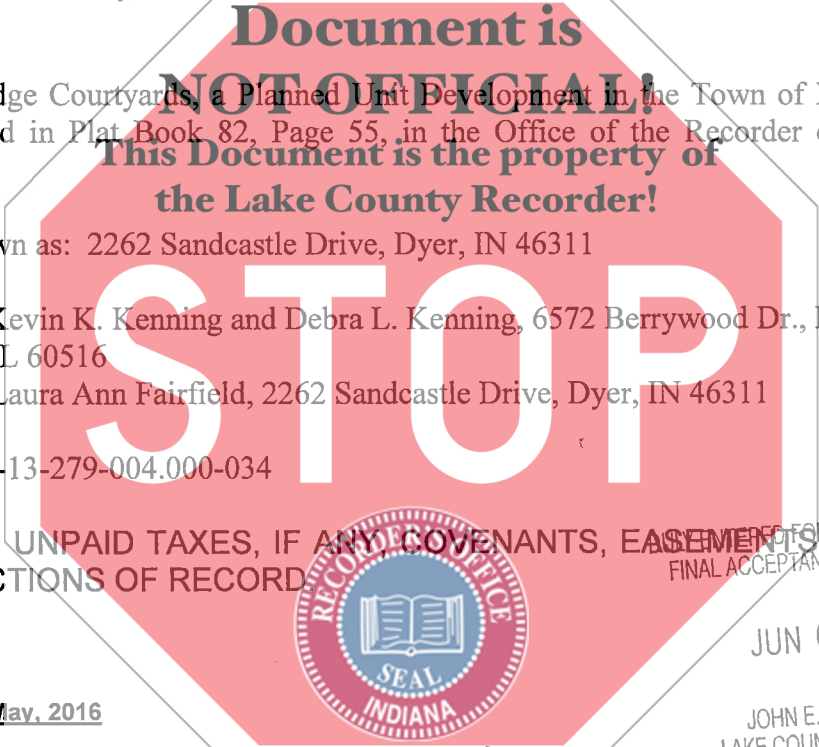 Document is
NOT OFFICIAL!
dge Courtyards, a Planned Unit Development in the Town of
d in Plat Book 82, Page 55, in the Office of the Recorder
This Document is the property of
the Lake County Recorder!
wn as: 2262 Sandcastle Drive, Dyer, IN 46311
STOP
Kevin K. Kenning and Debra L. Kenning, 6572 Berrywood Dr.,
L 60516
Laura Ann Fairfield, 2262 Sandcastle Drive, Dyer, IN 46311
-13-279-004.000-034
UNPAID TAXES, IF ANY, COVENANTS, EASEMENTS
CTIONS OF RECORD.
FINAL ACCEPTAN
RECORDER'S OFFICE
SEAL
INDIANA
JUN
May, 2016
JOHN E.
LAKE COUN